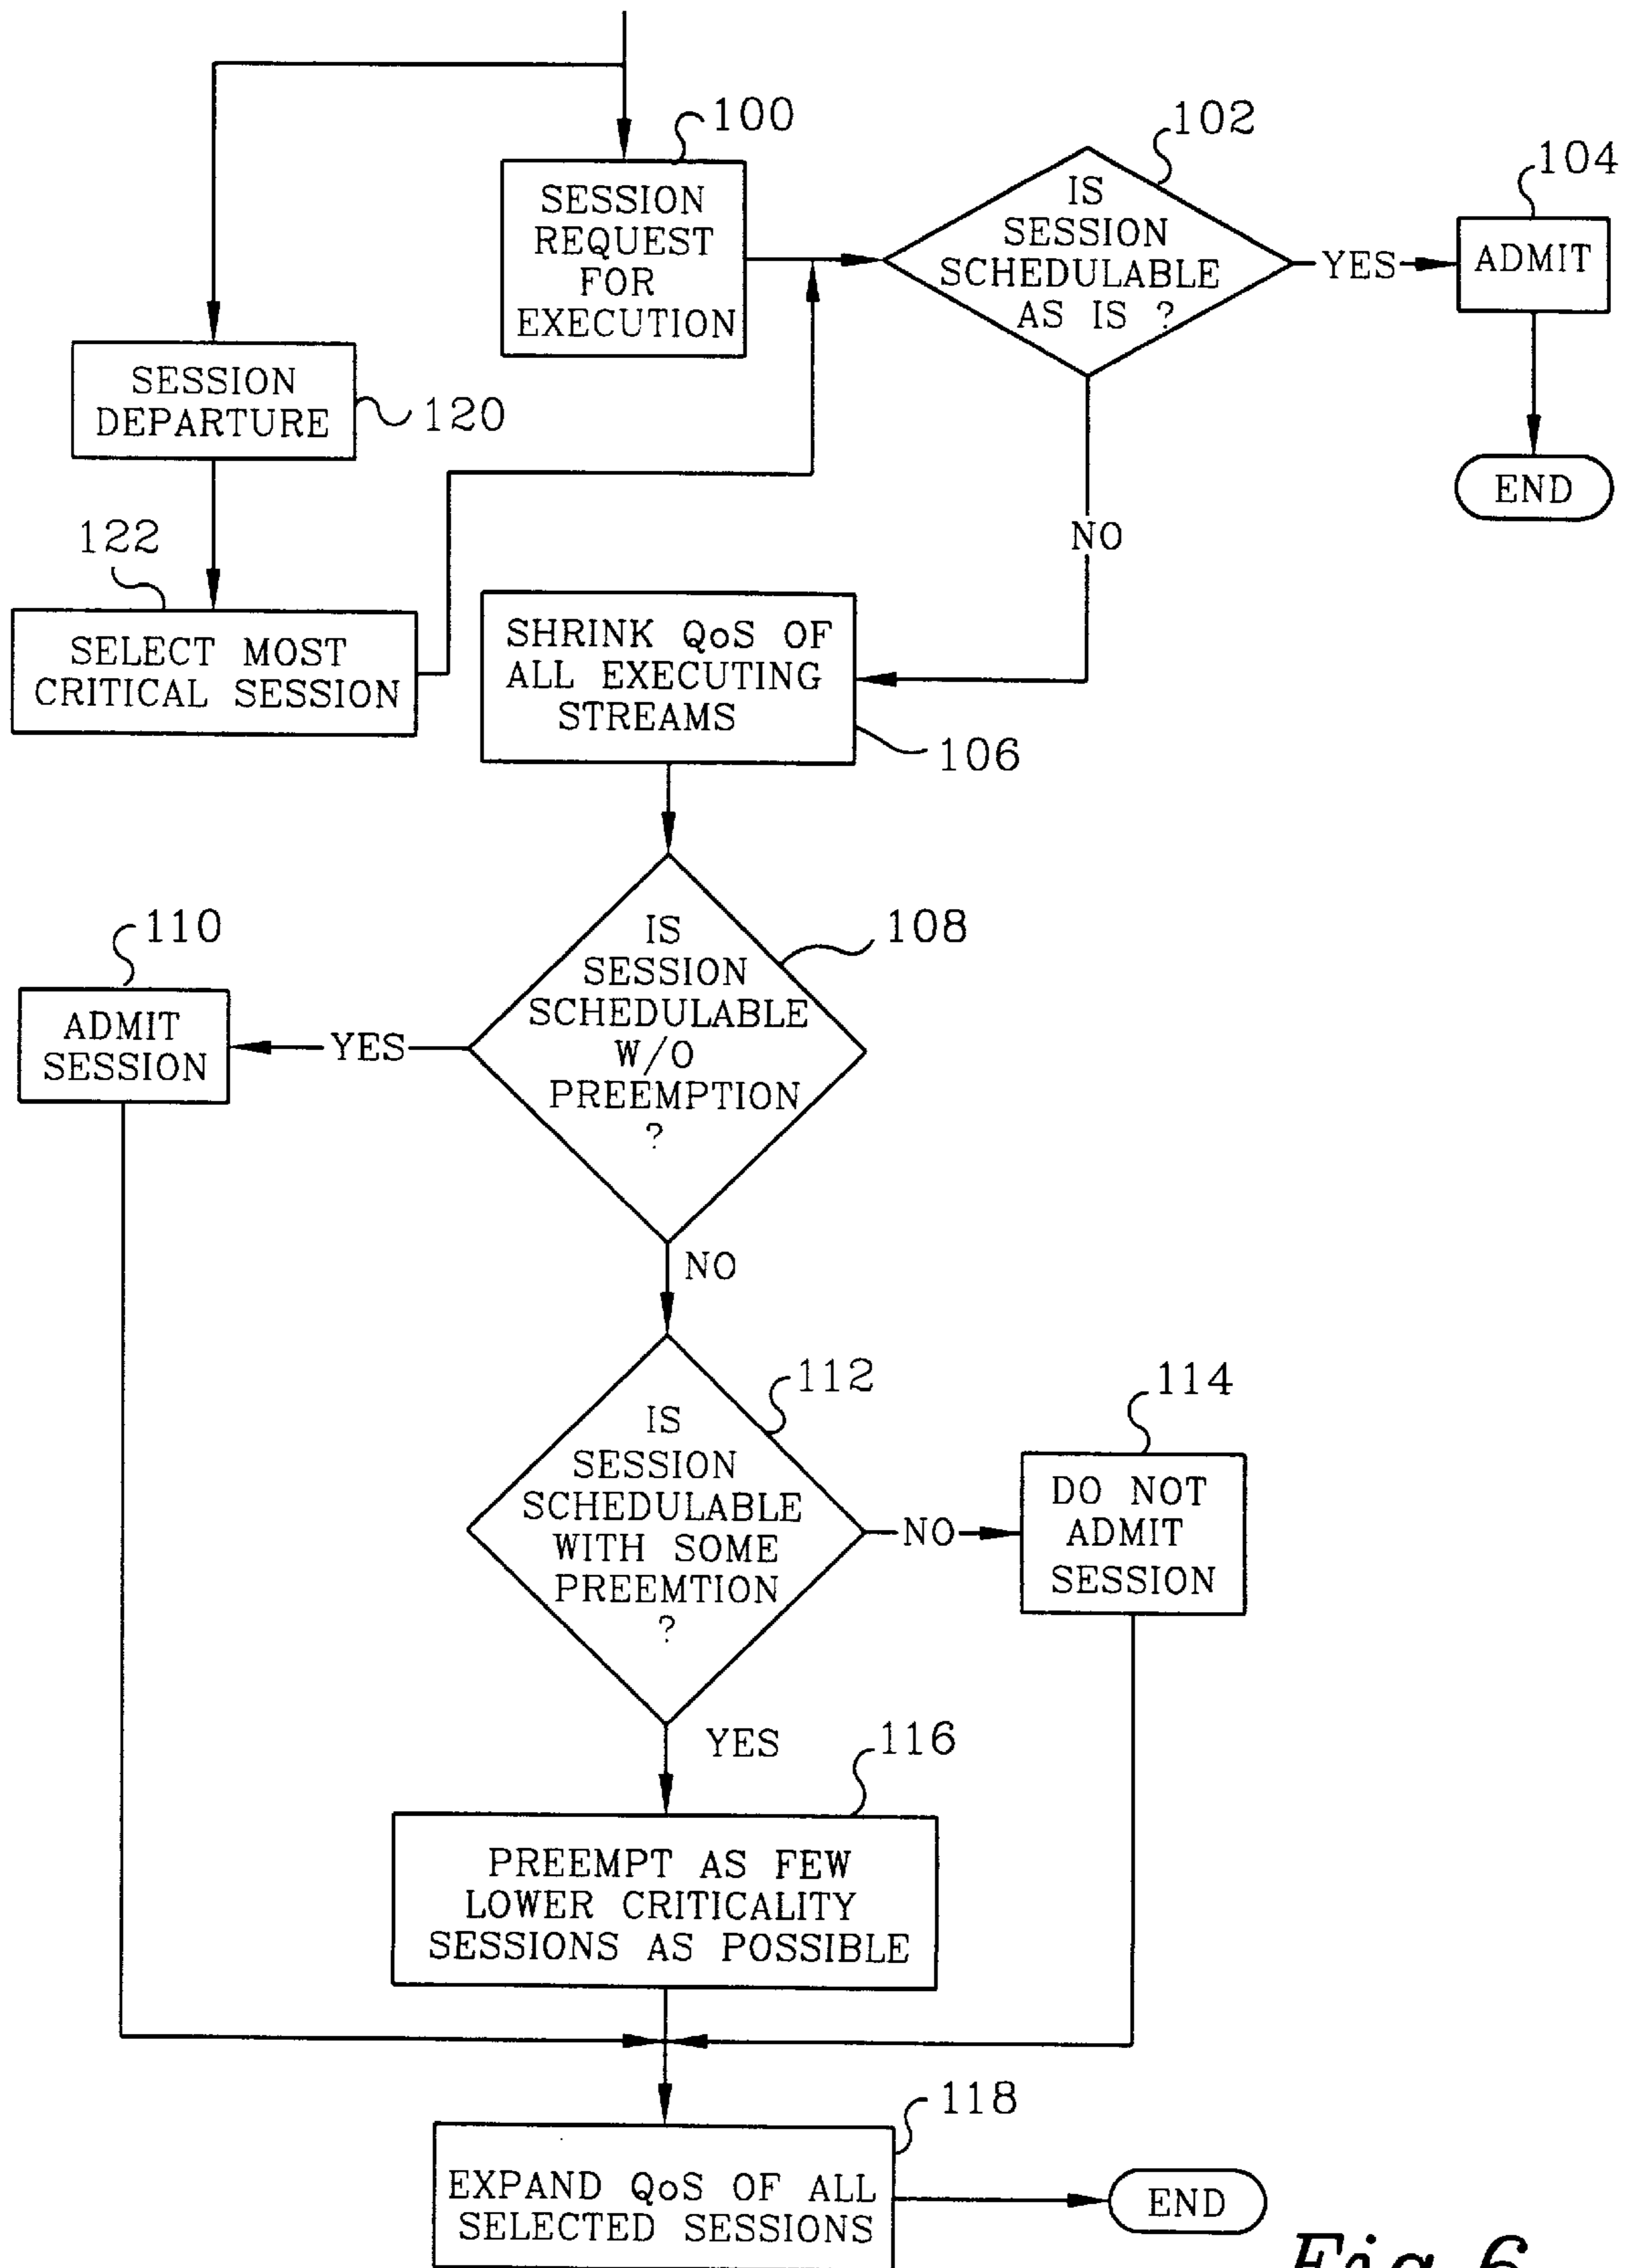 100
SESSION
REQUEST
FOR
EXECUTION
102
IS
SESSION
SCHEDULABLE
AS IS ?
YES
104
ADMIT
END
SESSION
DEPARTURE
120
122
SELECT MOST
CRITICAL SESSION
NO
SHRINK QoS OF
ALL EXECUTING
STREAMS
106
108
IS
SESSION
SCHEDULABLE
W/O
PREEMPTION
?
YES
110
ADMIT
SESSION
NO
112
IS
SESSION
SCHEDULABLE
WITH SOME
PREEMTION
?
NO
114
DO NOT
ADMIT
SESSION
YES
116
PREEMPT AS FEW
LOWER CRITICALITY
SESSIONS AS POSSIBLE
118
EXPAND QoS OF ALL
SELECTED SESSIONS
END
Fig. 6